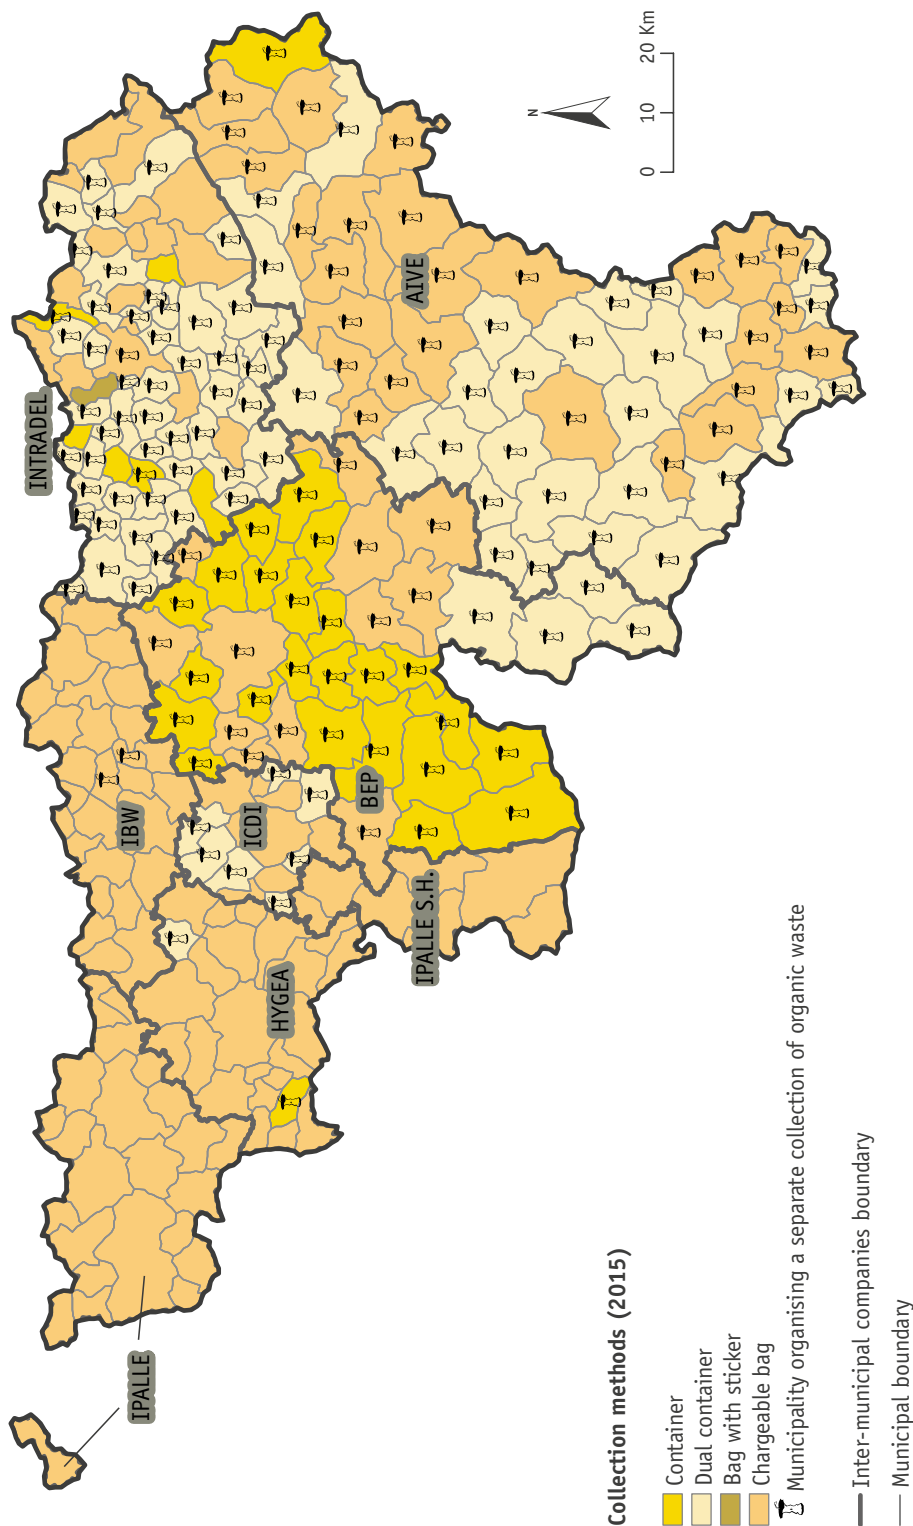 INTRADEL
IBW
ICDI
BEP
AIVE
HYGEA
IPALLE S.H.
IPALLE
N
0 10 20 Km
Collection methods (2015)
Container
Dual container
Bag with sticker
Chargeable bag
Municipality organising a separate collection of organic waste
Inter-municipal companies boundary
Municipal boundary